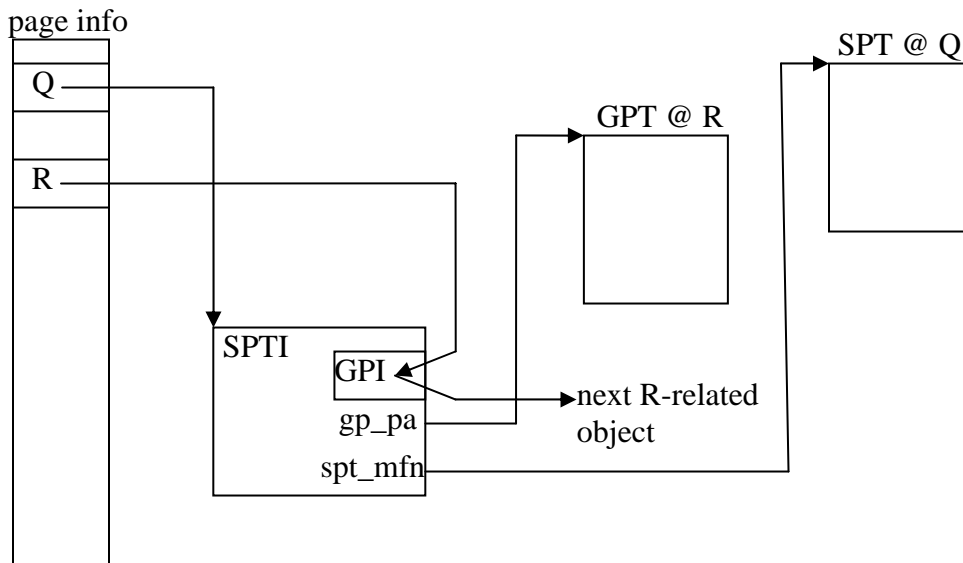 page info
SPT @ Q
Q
GPT @ R
R
SPTI
GPI
next R-related
object
gp_pa
spt_mfn